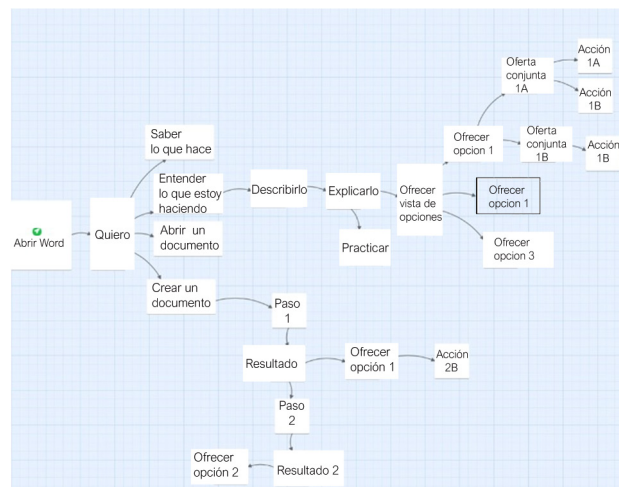 Abrir Word
Quiero
Saber
lo que hace
Entender
lo que estoy
haciendo
Abrir un
documento
Crear un
documento
Describirlo
Explicarlo
Practicar
Ofrecer
vista de
opciones
Ofrecer
opcion 1
Oferta
conjunta
1A
Acción
1A
Acción
1B
Oferta
conjunta
1B
Acción
1B
Ofrecer
opcion 1
Ofrecer
opcion 3
Paso
1
Resultado
Ofrecer
opción 1
Acción
2B
Paso
2
Resultado 2
Ofrecer
opción 2